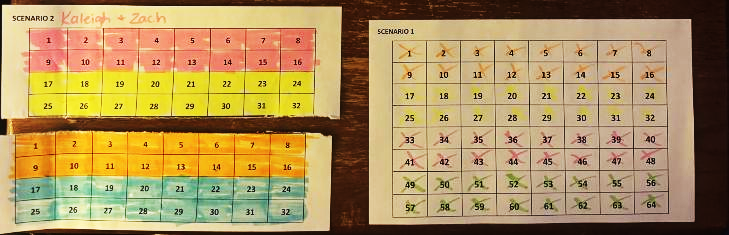 SCENARIO 2 Kaleigh + Zach
1 2 3 4 5 6 7 8
9 10 11 12 13 14 15 16
17 18 19 20 21 22 23 24
25 26 27 28 29 30 31 32
1 2 3 4 5 6 7 8
9 10 11 12 13 14 15 16
17 18 19 20 21 22 23 24
25 26 27 28 29 30 31 32
SCENARIO 1
1 2 3 4 5 6 7 8
9 10 11 12 13 14 15 16
17 18 19 20 21 22 23 24
25 26 27 28 29 30 31 32
33 34 35 36 37 38 39 40
41 42 43 44 45 46 47 48
49 50 51 52 53 54 55 56
57 58 59 60 61 62 63 64